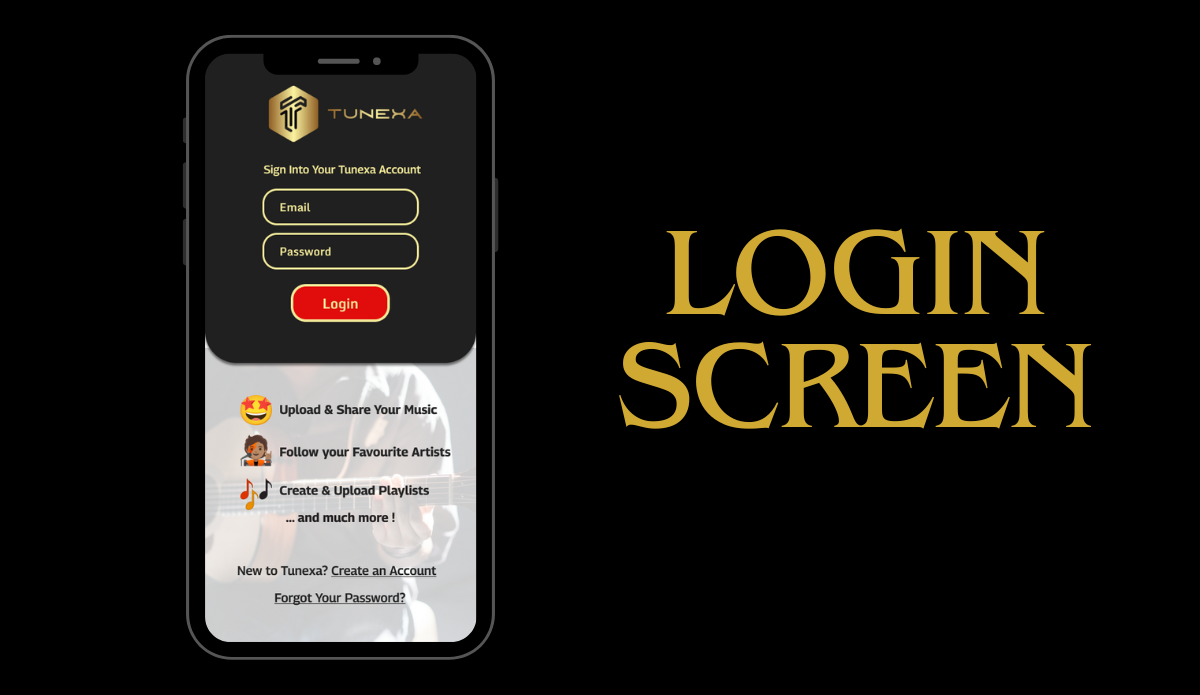 TUNEXA
Sign Into Your Tunexa Account
Email
Password
Login
Upload & Share Your Music
Follow your Favourite Artists
Create & Upload Playlists
... and much more !
New to Tunexa? Create an Account
Forgot Your Password?
LOGIN
SCREEN